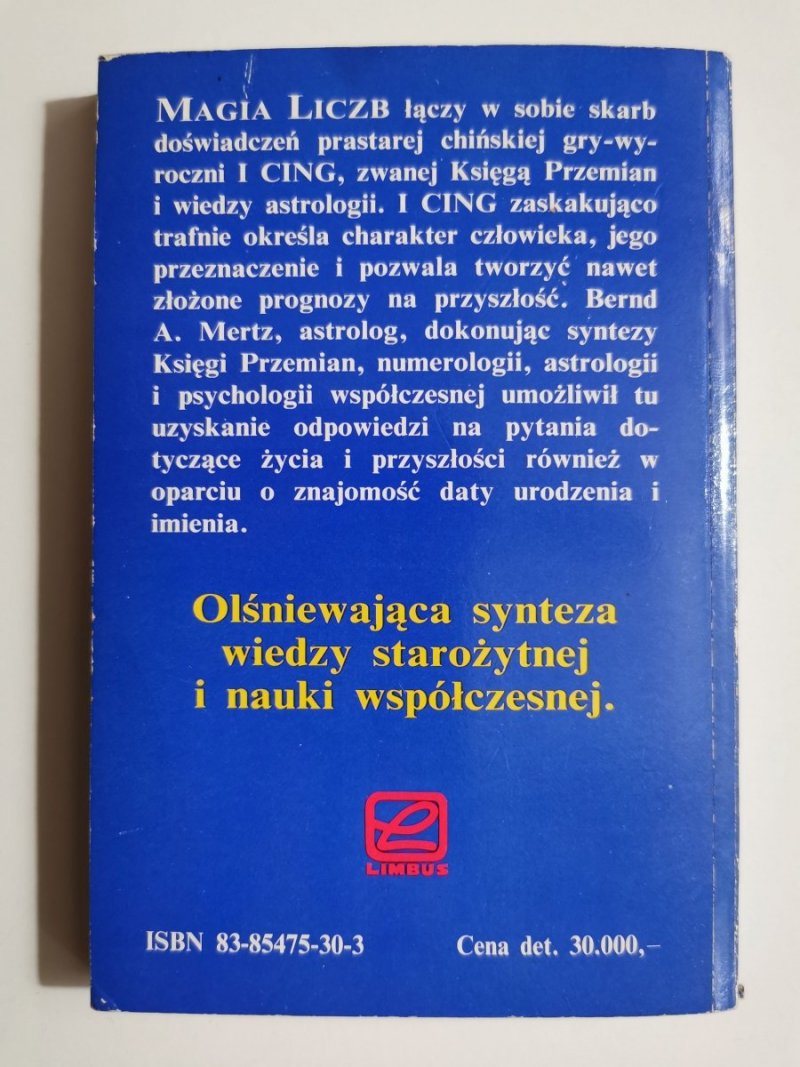 MAGIA LICZB łączy w sobie skarb
doświadczeń prastarej chińskiej gry-wy-
roczni I CING, zwanej Księgą Przemian
i wiedzy astrologii. I CING zaskakująco
trafnie określa charakter człowieka, jego
przeznaczenie i pozwala tworzyć nawet
złożone prognozy na przyszłość. Bernd
A. Mertz, astrolog, dokonując syntezy
Księgi Przemian, numerologii, astrologii
i psychologii współczesnej umożliwił tu
uzyskanie odpowiedzi na pytania do-
tyczące życia i przyszłości również w
oparciu o znajomość daty urodzenia i
imienia.
Olśniewająca synteza
wiedzy starożytnej
i nauki współczesnej.
LIMBUS
ISBN 83-85475-30-3 Cena det. 30.000,–